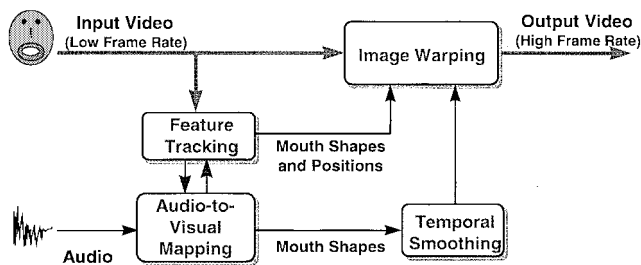 Input Video
(Low Frame Rate)
Output Video
(High Frame Rate)
Image Warping
Feature
Tracking
Mouth Shapes
and Positions
Audio-to-
Visual
Mapping
Audio
Mouth Shapes
Temporal
Smoothing